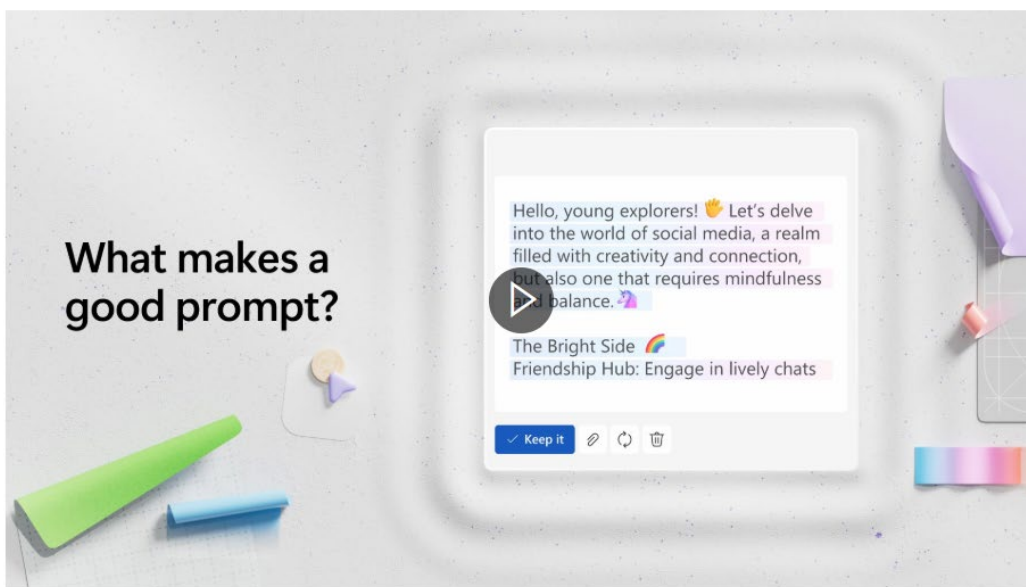 What makes a
good prompt?
Hello, young explorers! 🖐 Let's delve
into the world of social media, a realm
filled with creativity and connection,
but also one that requires mindfulness
and balance. 🦄
The Bright Side 🌈
Friendship Hub: Engage in lively chats
Keep it